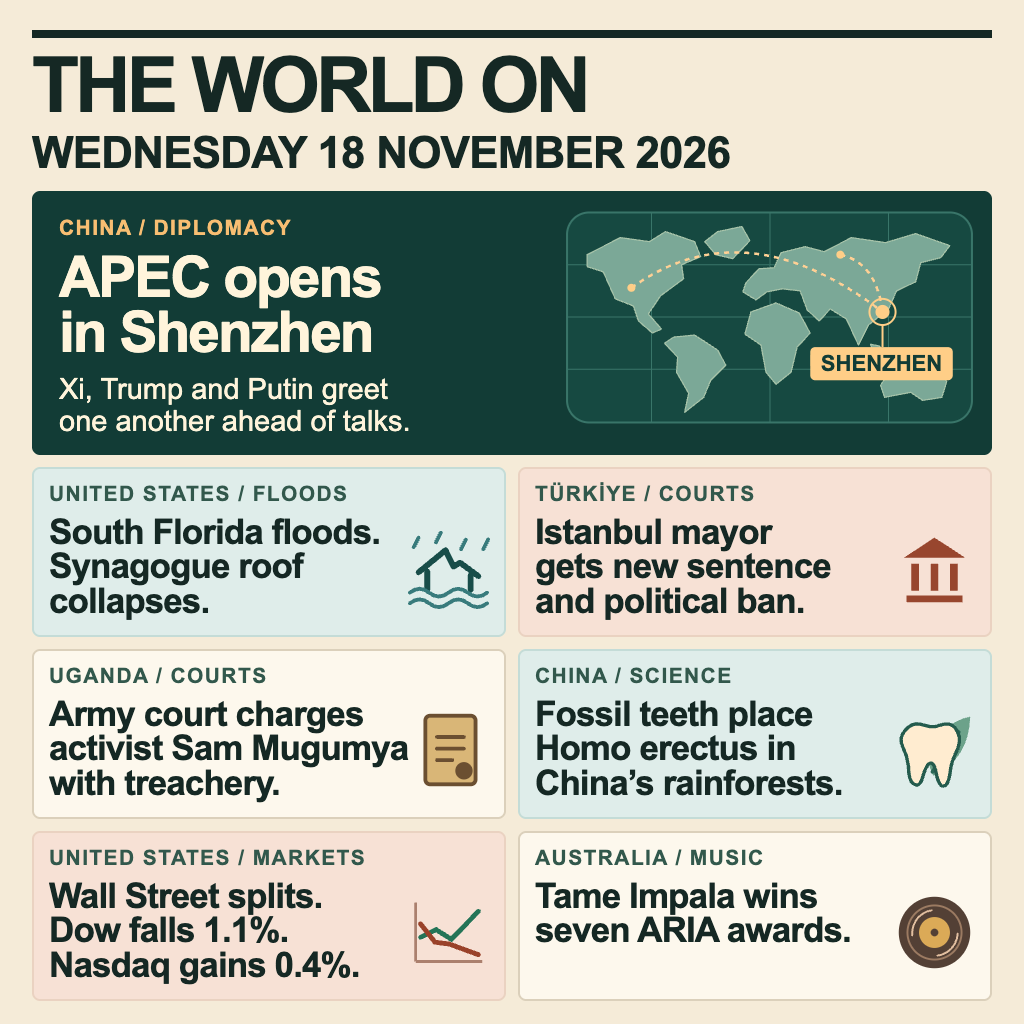 THE WORLD ON
WEDNESDAY 18 NOVEMBER 2026
CHINA / DIPLOMACY
APEC opens
in Shenzhen
Xi, Trump and Putin greet
one another ahead of talks.
SHENZHEN
UNITED STATES / FLOODS
South Florida floods.
Synagogue roof
collapses.
TÜRKİYE / COURTS
Istanbul mayor
gets new sentence
and political ban.
UGANDA / COURTS
Army court charges
activist Sam Mugumya
with treachery.
CHINA / SCIENCE
Fossil teeth place
Homo erectus in
China’s rainforests.
UNITED STATES / MARKETS
Wall Street splits.
Dow falls 1.1%.
Nasdaq gains 0.4%.
AUSTRALIA / MUSIC
Tame Impala wins
seven ARIA awards.